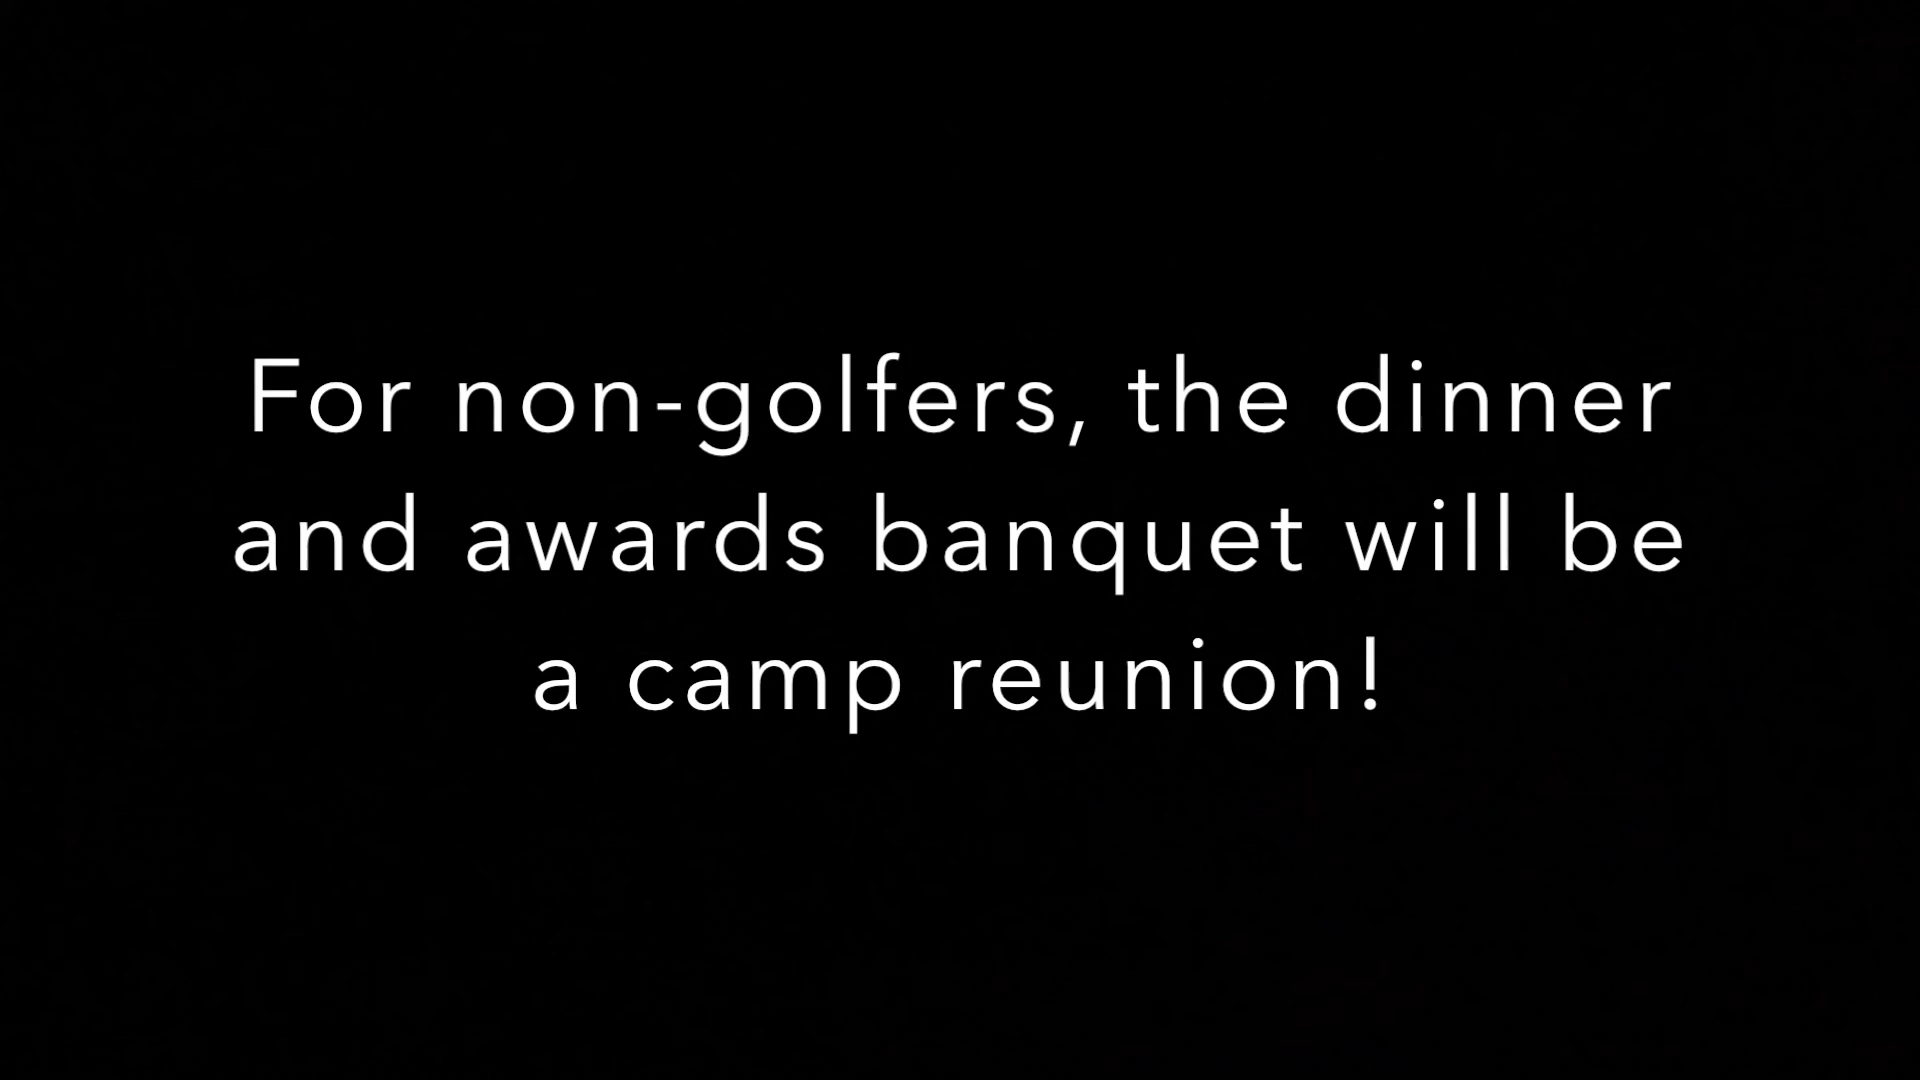 For non-golfers, the dinner
and awards banquet will be
a camp reunion!